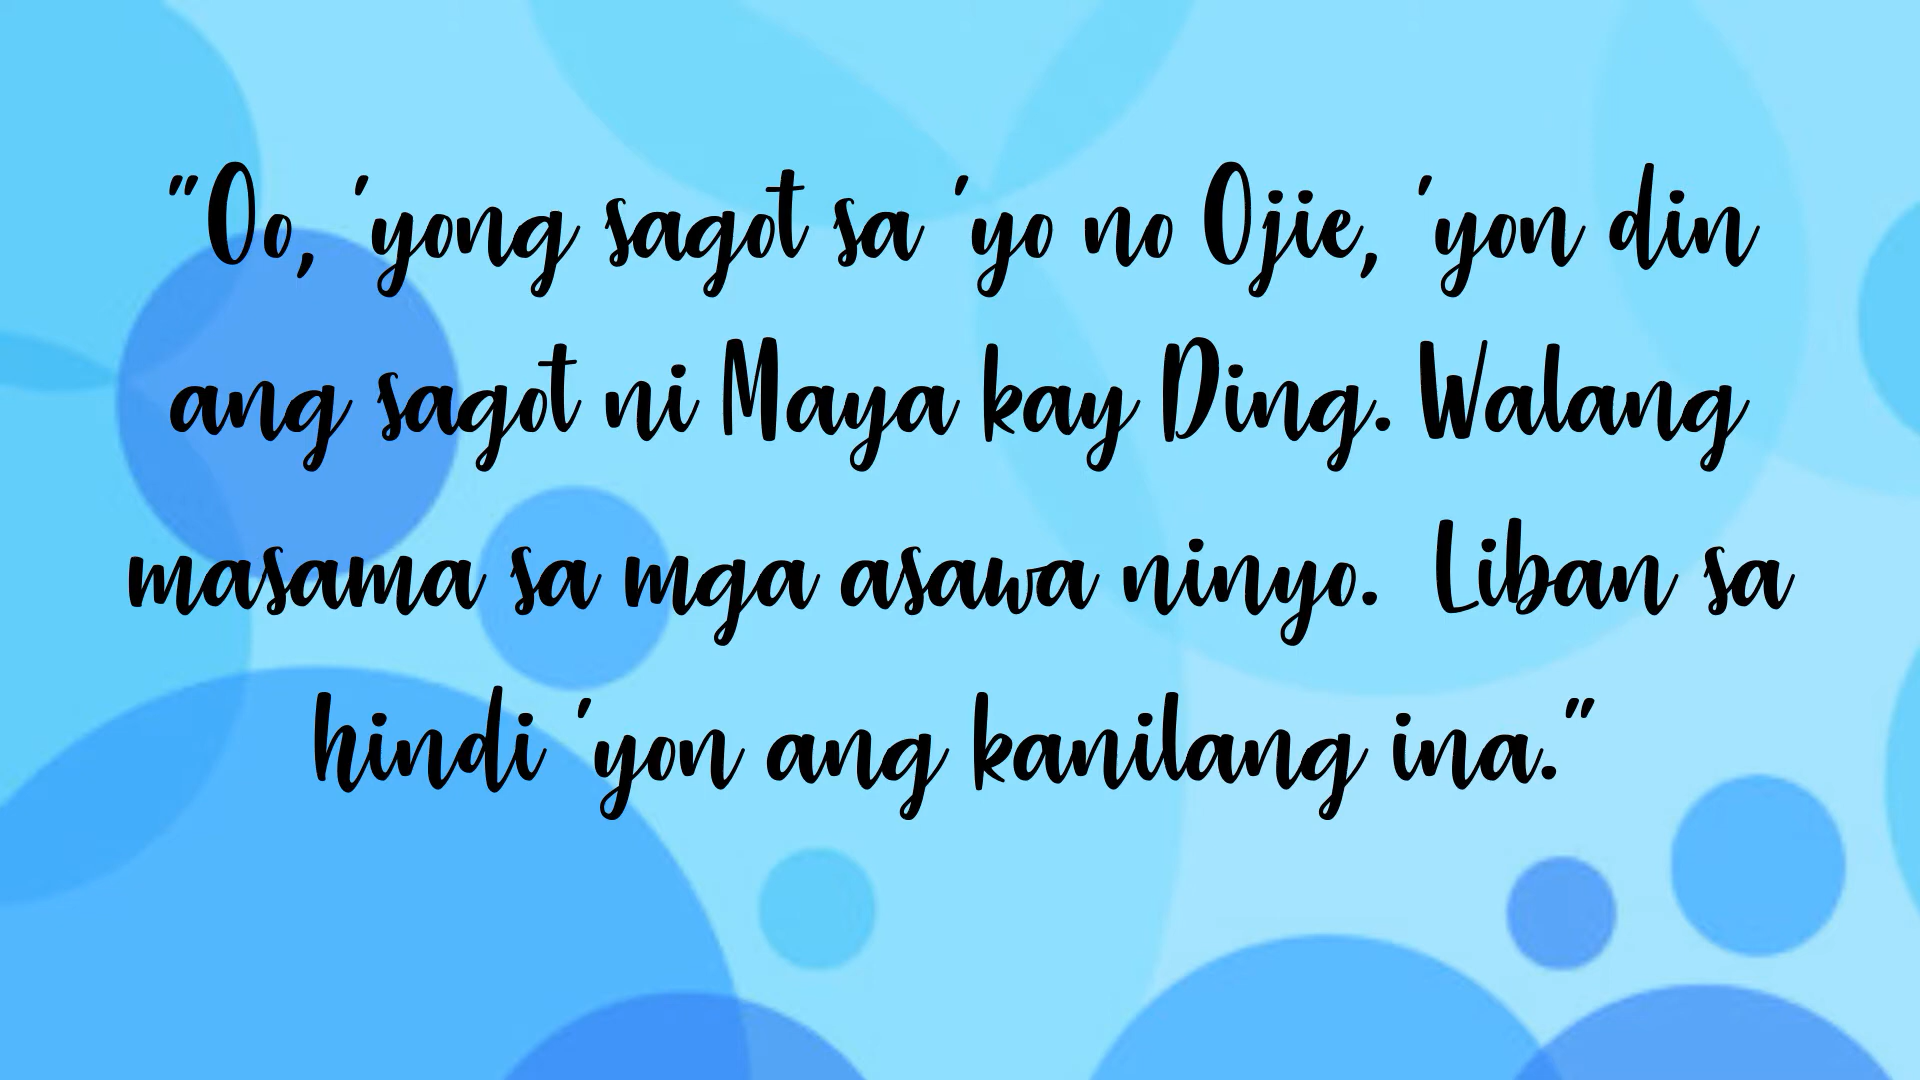 "Oo, 'yong sagot sa 'yo no Ojie, 'yon din
ang sagot ni Maya kay Ding. Walang
masama sa mga asawa ninyo.  Liban sa
hindi 'yon ang kanilang ina."